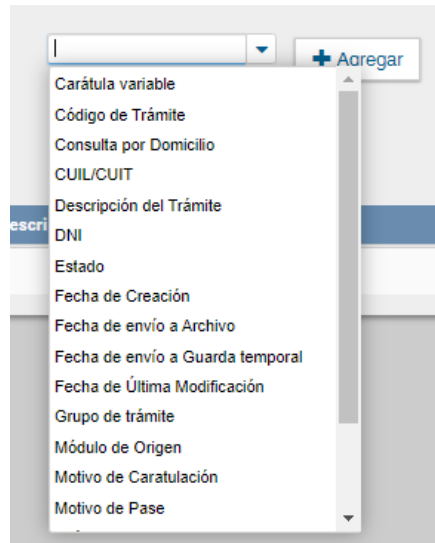 + Agregar
Carátula variable
Código de Trámite
Consulta por Domicilio
CUIL/CUIT
Descripción del Trámite
escri
DNI
Estado
Fecha de Creación
Fecha de envío a Archivo
Fecha de envío a Guarda temporal
Fecha de Última Modificación
Grupo de trámite
Módulo de Origen
Motivo de Caratulación
Motivo de Pase